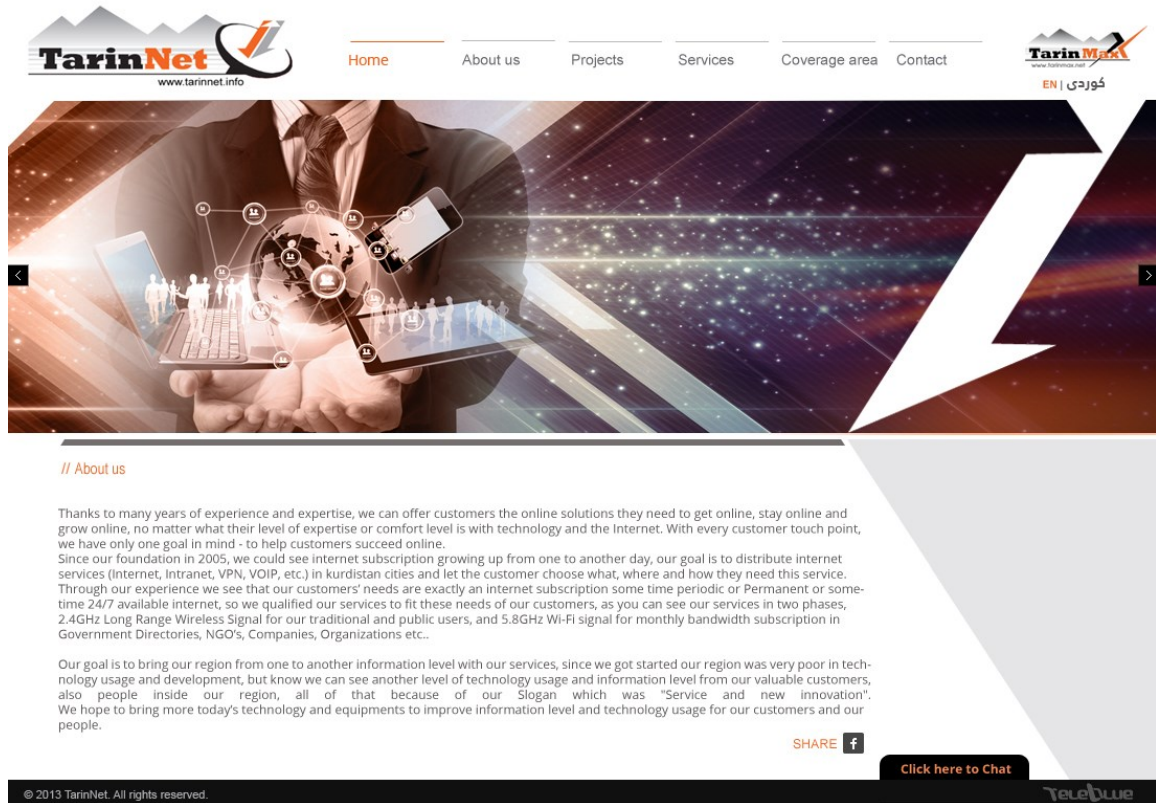 TarinNet
www.tarinnet.info
Home
About us
Projects
Services
Coverage area
Contact
TarinMax
www.tarinmax.net
EN | كوردى
// About us
Thanks to many years of experience and expertise, we can offer customers the online solutions they need to get online, stay online and
grow online, no matter what their level of expertise or comfort level is with technology and the Internet. With every customer touch point,
we have only one goal in mind - to help customers succeed online.
Since our foundation in 2005, we could see internet subscription growing up from one to another day, our goal is to distribute internet
services (Internet, Intranet, VPN, VOIP, etc.) in kurdistan cities and let the customer choose what, where and how they need this service.
Through our experience we see that our customers' needs are exactly an internet subscription some time periodic or Permanent or some-
time 24/7 available internet, so we qualified our services to fit these needs of our customers, as you can see our services in two phases,
2.4GHz Long Range Wireless Signal for our traditional and public users, and 5.8GHz Wi-Fi signal for monthly bandwidth subscription in
Government Directories, NGO's, Companies, Organizations etc..
Our goal is to bring our region from one to another information level with our services, since we got started our region was very poor in tech-
nology usage and development, but know we can see another level of technology usage and information level from our valuable customers,
also people inside our region, all of that because of our Slogan which was "Service and new innovation".
We hope to bring more today's technology and equipments to improve information level and technology usage for our customers and our
people.
SHARE f
Click here to Chat
© 2013 TarinNet. All rights reserved.
TeleBlue